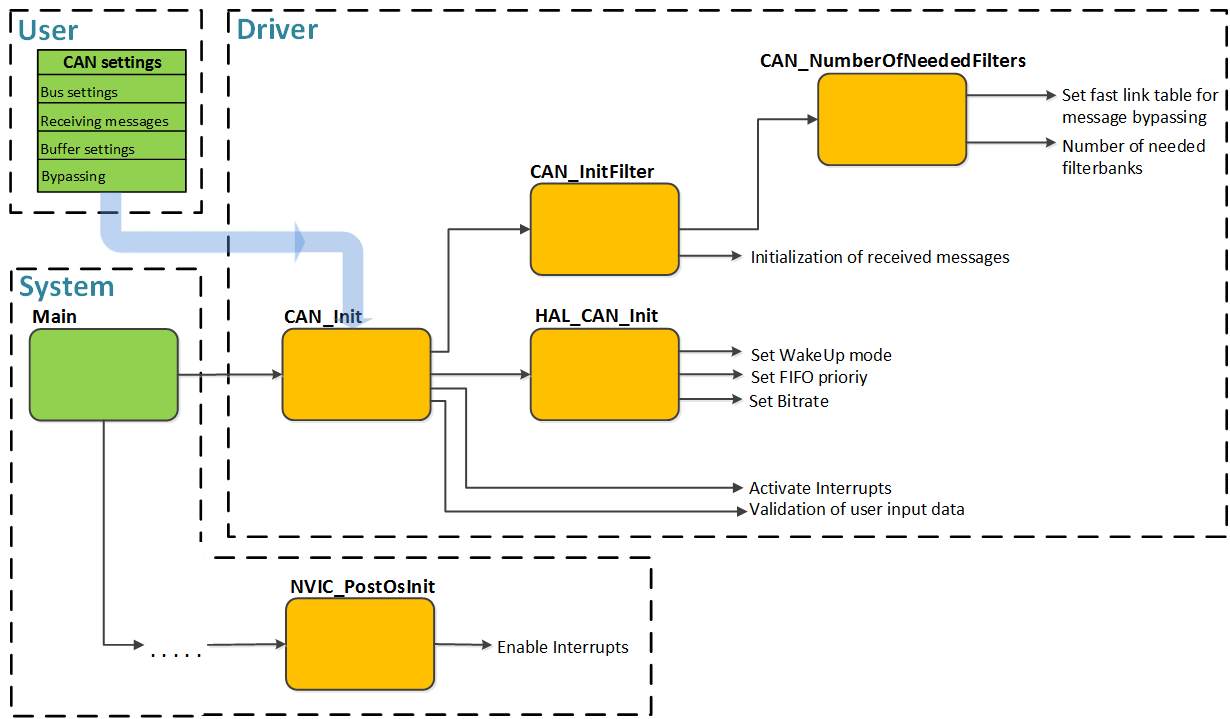 User
CAN settings
Bus settings
Receiving messages
Buffer settings
Bypassing
Driver
CAN_NumberOfNeededFilters
Set fast link table for
message bypassing
Number of needed
filterbanks
CAN_InitFilter
Initialization of received messages
System
Main
CAN_Init
HAL_CAN_Init
Set WakeUp mode
Set FIFO prioriy
Set Bitrate
Activate Interrupts
Validation of user input data
NVIC_PostOsInit
. . . . .
Enable Interrupts